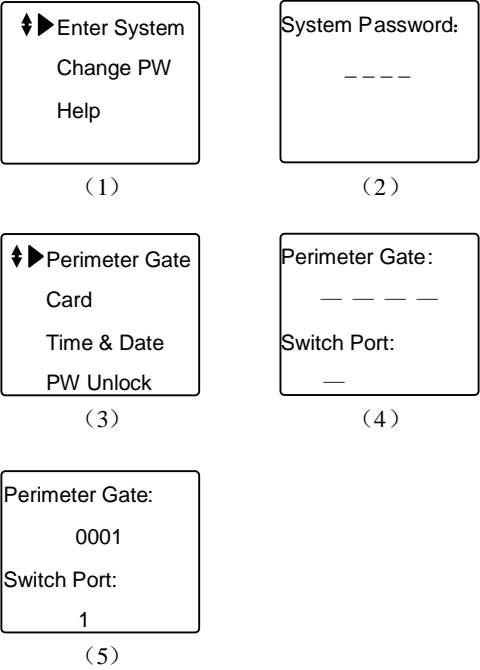 Enter System
Change PW
Help
（1）
System Password：
_ _ _ _
（2）
Perimeter Gate
Card
Time & Date
PW Unlock
（3）
Perimeter Gate：
— — — —
Switch Port:
—
（4）
Perimeter Gate:
0001
Switch Port:
1
（5）